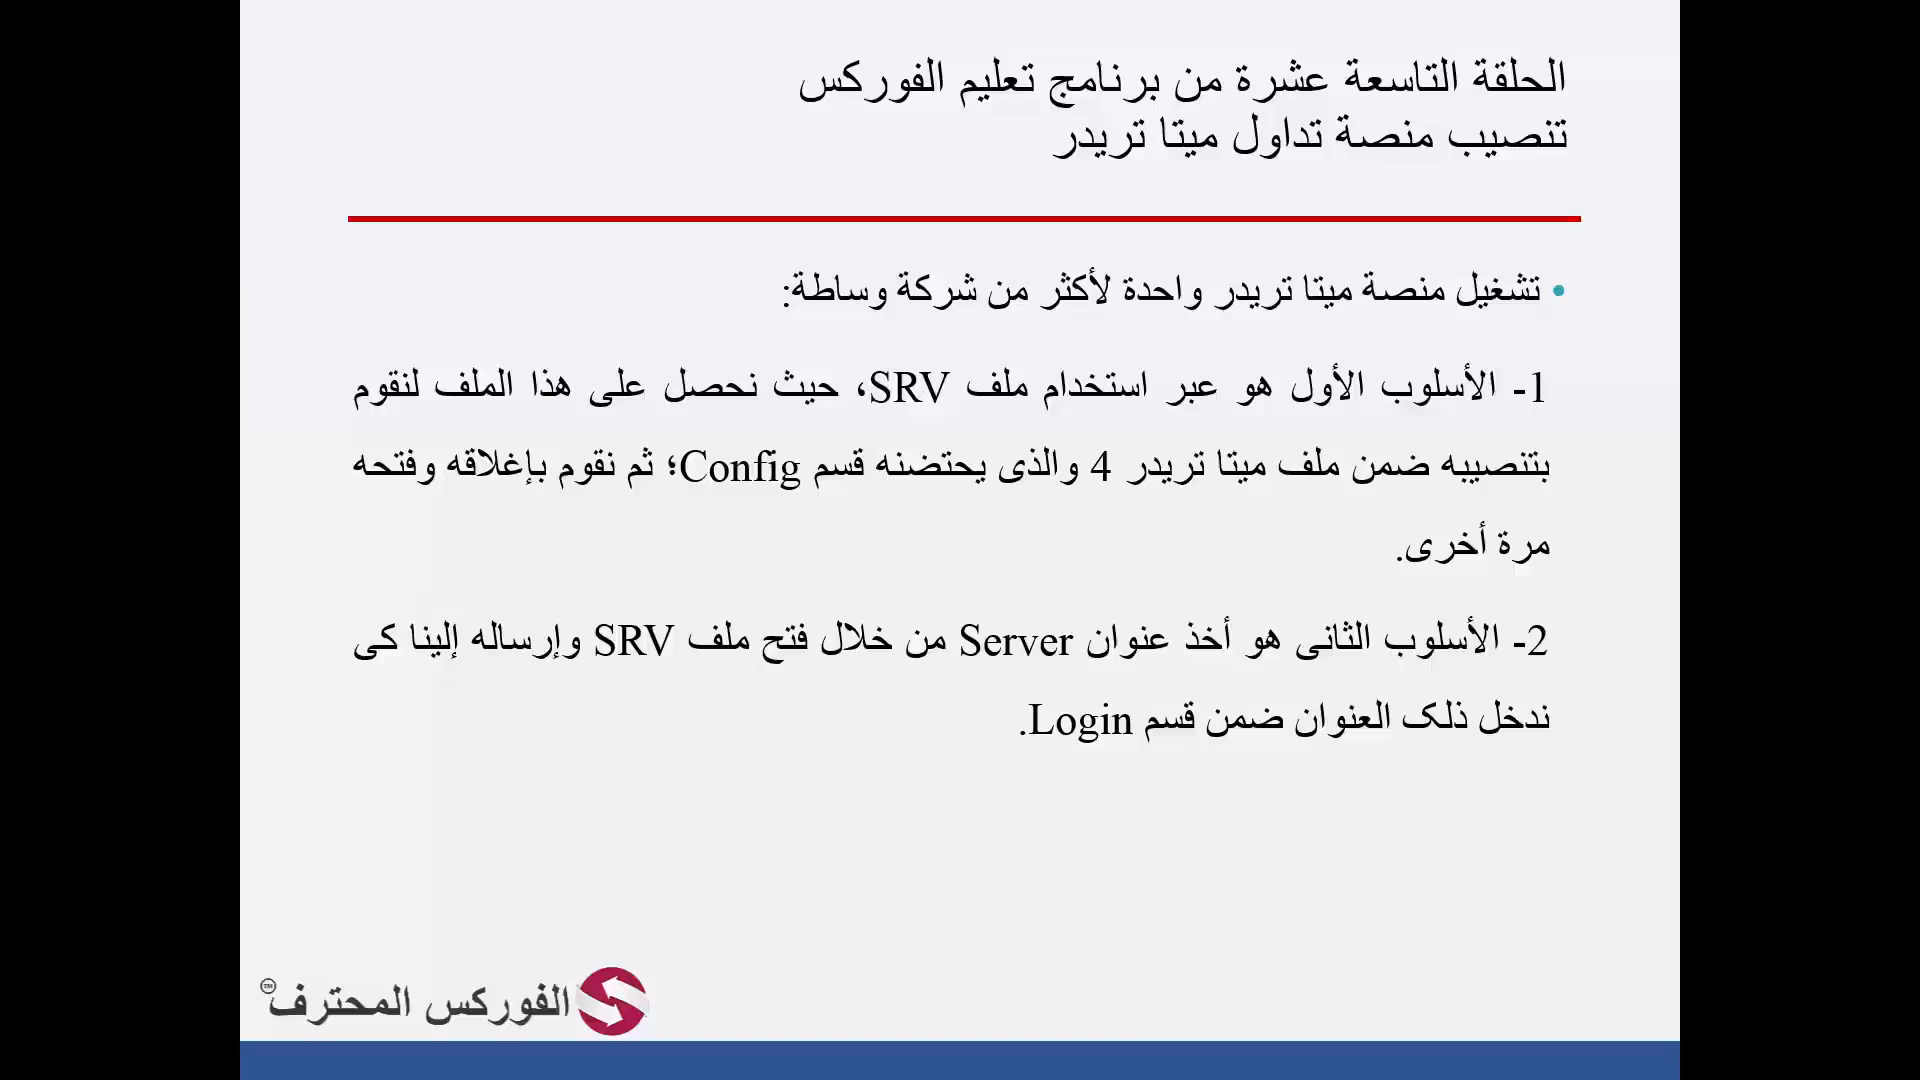 الحلقة التاسعة عشرة من برنامج تعليم الفوركس
تنصيب منصة تداول ميتا تريدر
• تشغيل منصة ميتا تريدر واحدة لأكثر من شركة وساطة:
1- الأسلوب الأول هو عبر استخدام ملف SRV، حيث نحصل على هذا الملف لنقوم
بتنصيبه ضمن ملف ميتا تريدر 4 والذى يحتضنه قسم Config؛ ثم نقوم بإغلاقه وفتحه
مرة أخرى.
2- الأسلوب الثانى هو أخذ عنوان Server من خلال فتح ملف SRV وإرساله إلينا كى
ندخل ذلک العنوان ضمن قسم Login.
الفوركس المحترف
TM